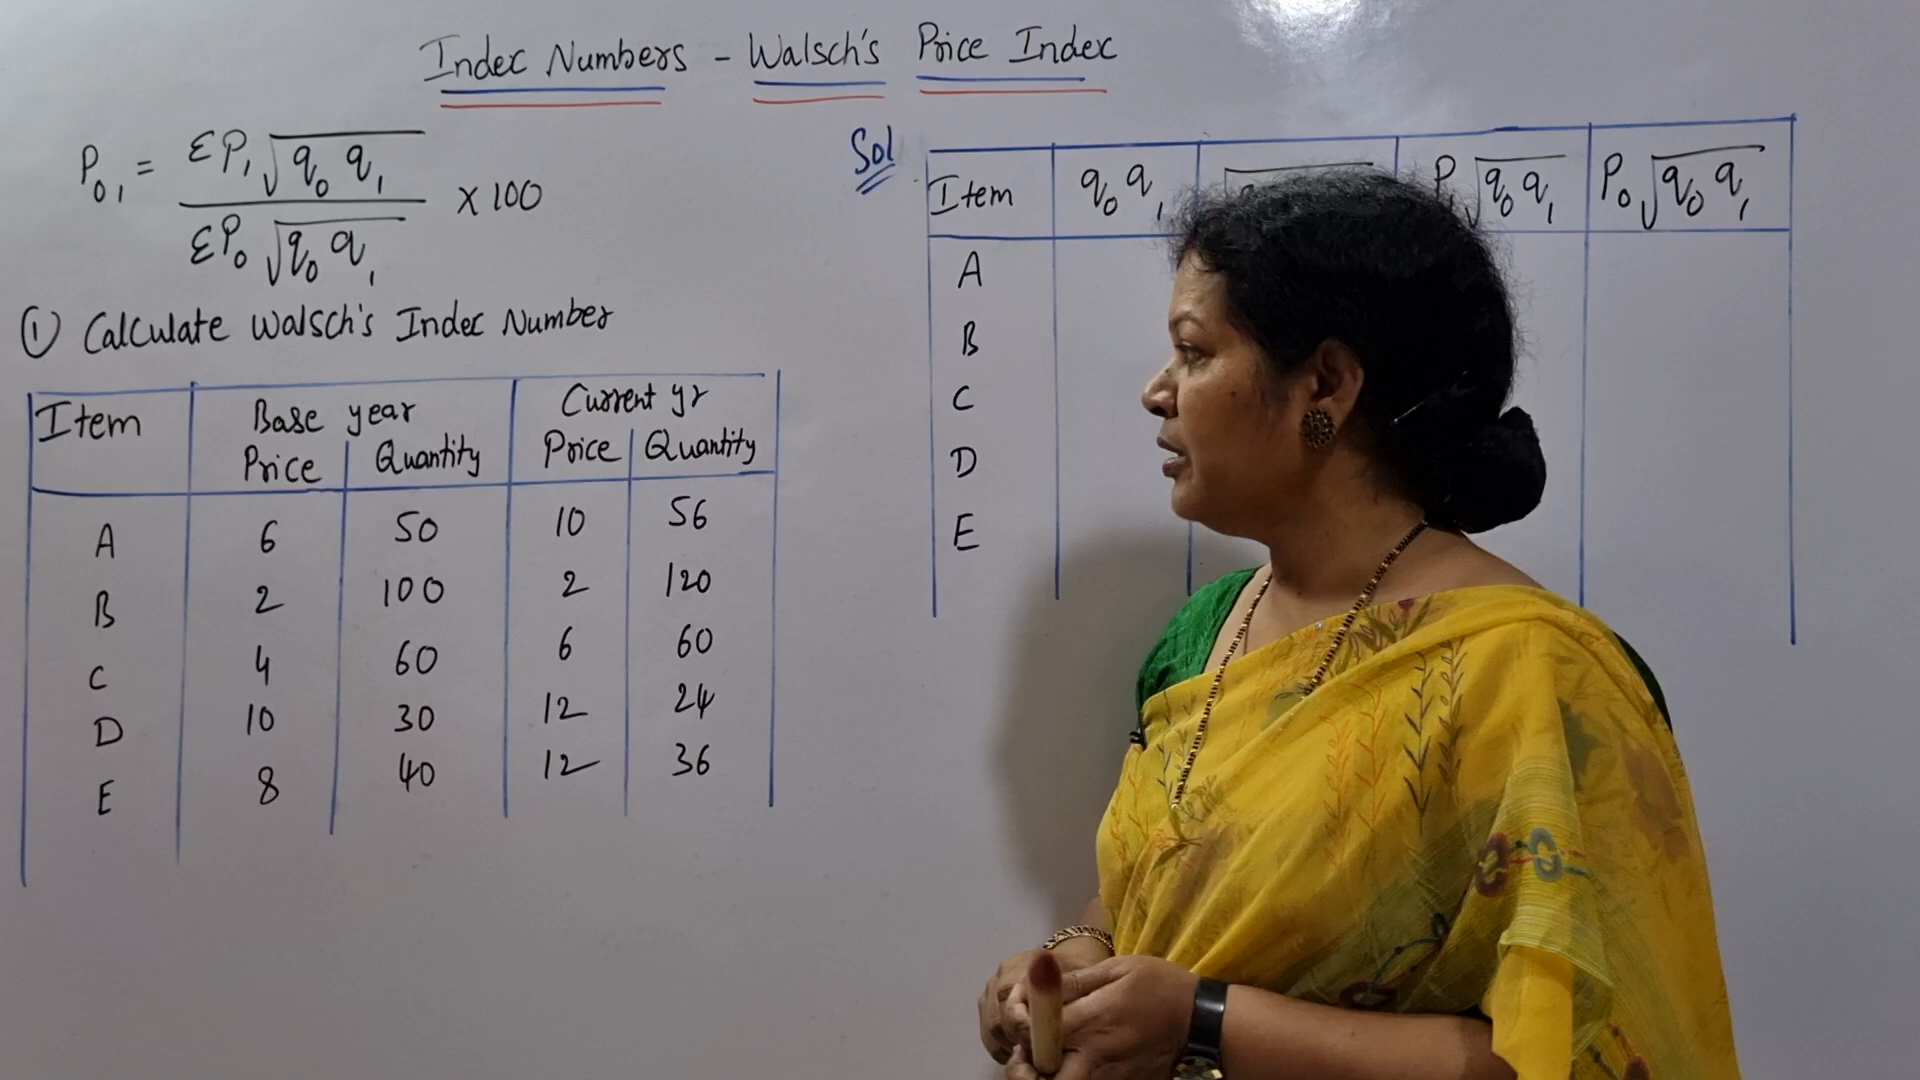 Index Numbers - Walsch's Price Index
P₀₁ = ΣP₁√q₀q₁ / ΣP₀√q₀q₁ × 100
① Calculate Walsch's Index Number
Item | Base year | Current yr
Price | Quantity | Price | Quantity
A 6 50 10 56
B 2 100 2 120
C 4 60 6 60
D 10 30 12 24
E 8 40 12 36
Sol
Item | q₀q₁ | P₁√q₀q₁ | P₀√q₀q₁
A
B
C
D
E